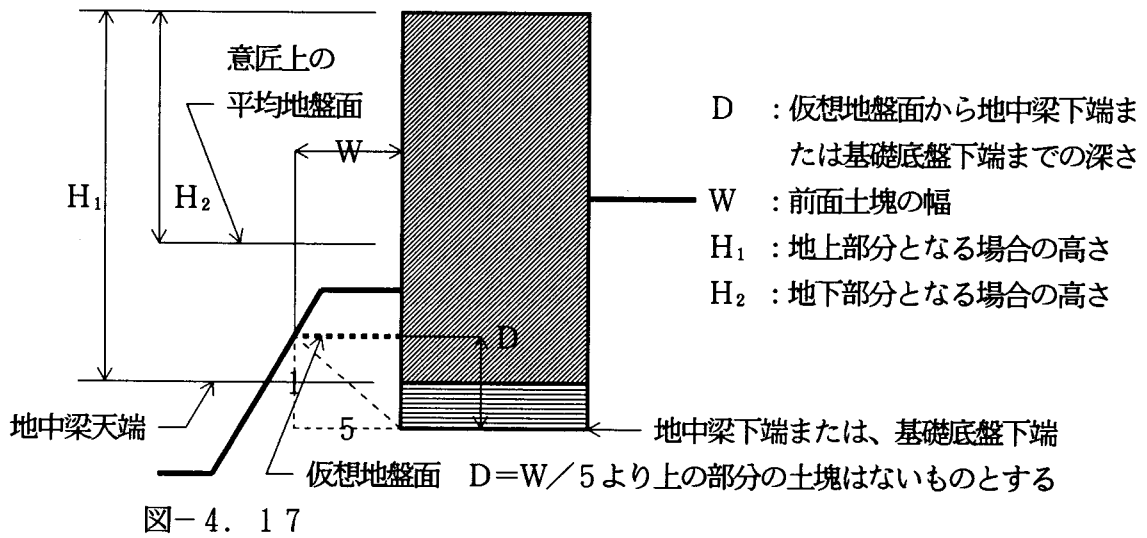 意匠上の
平均地盤面
W
H₁
H₂
D :仮想地盤面から地中梁下端ま
たは基礎底盤下端までの深さ
W :前面土塊の幅
H₁ :地上部分となる場合の高さ
H₂ :地下部分となる場合の高さ
D
1
5
地中梁天端
地中梁下端または、基礎底盤下端
仮想地盤面 D=W/5より上の部分の土塊はないものとする
図-4.17